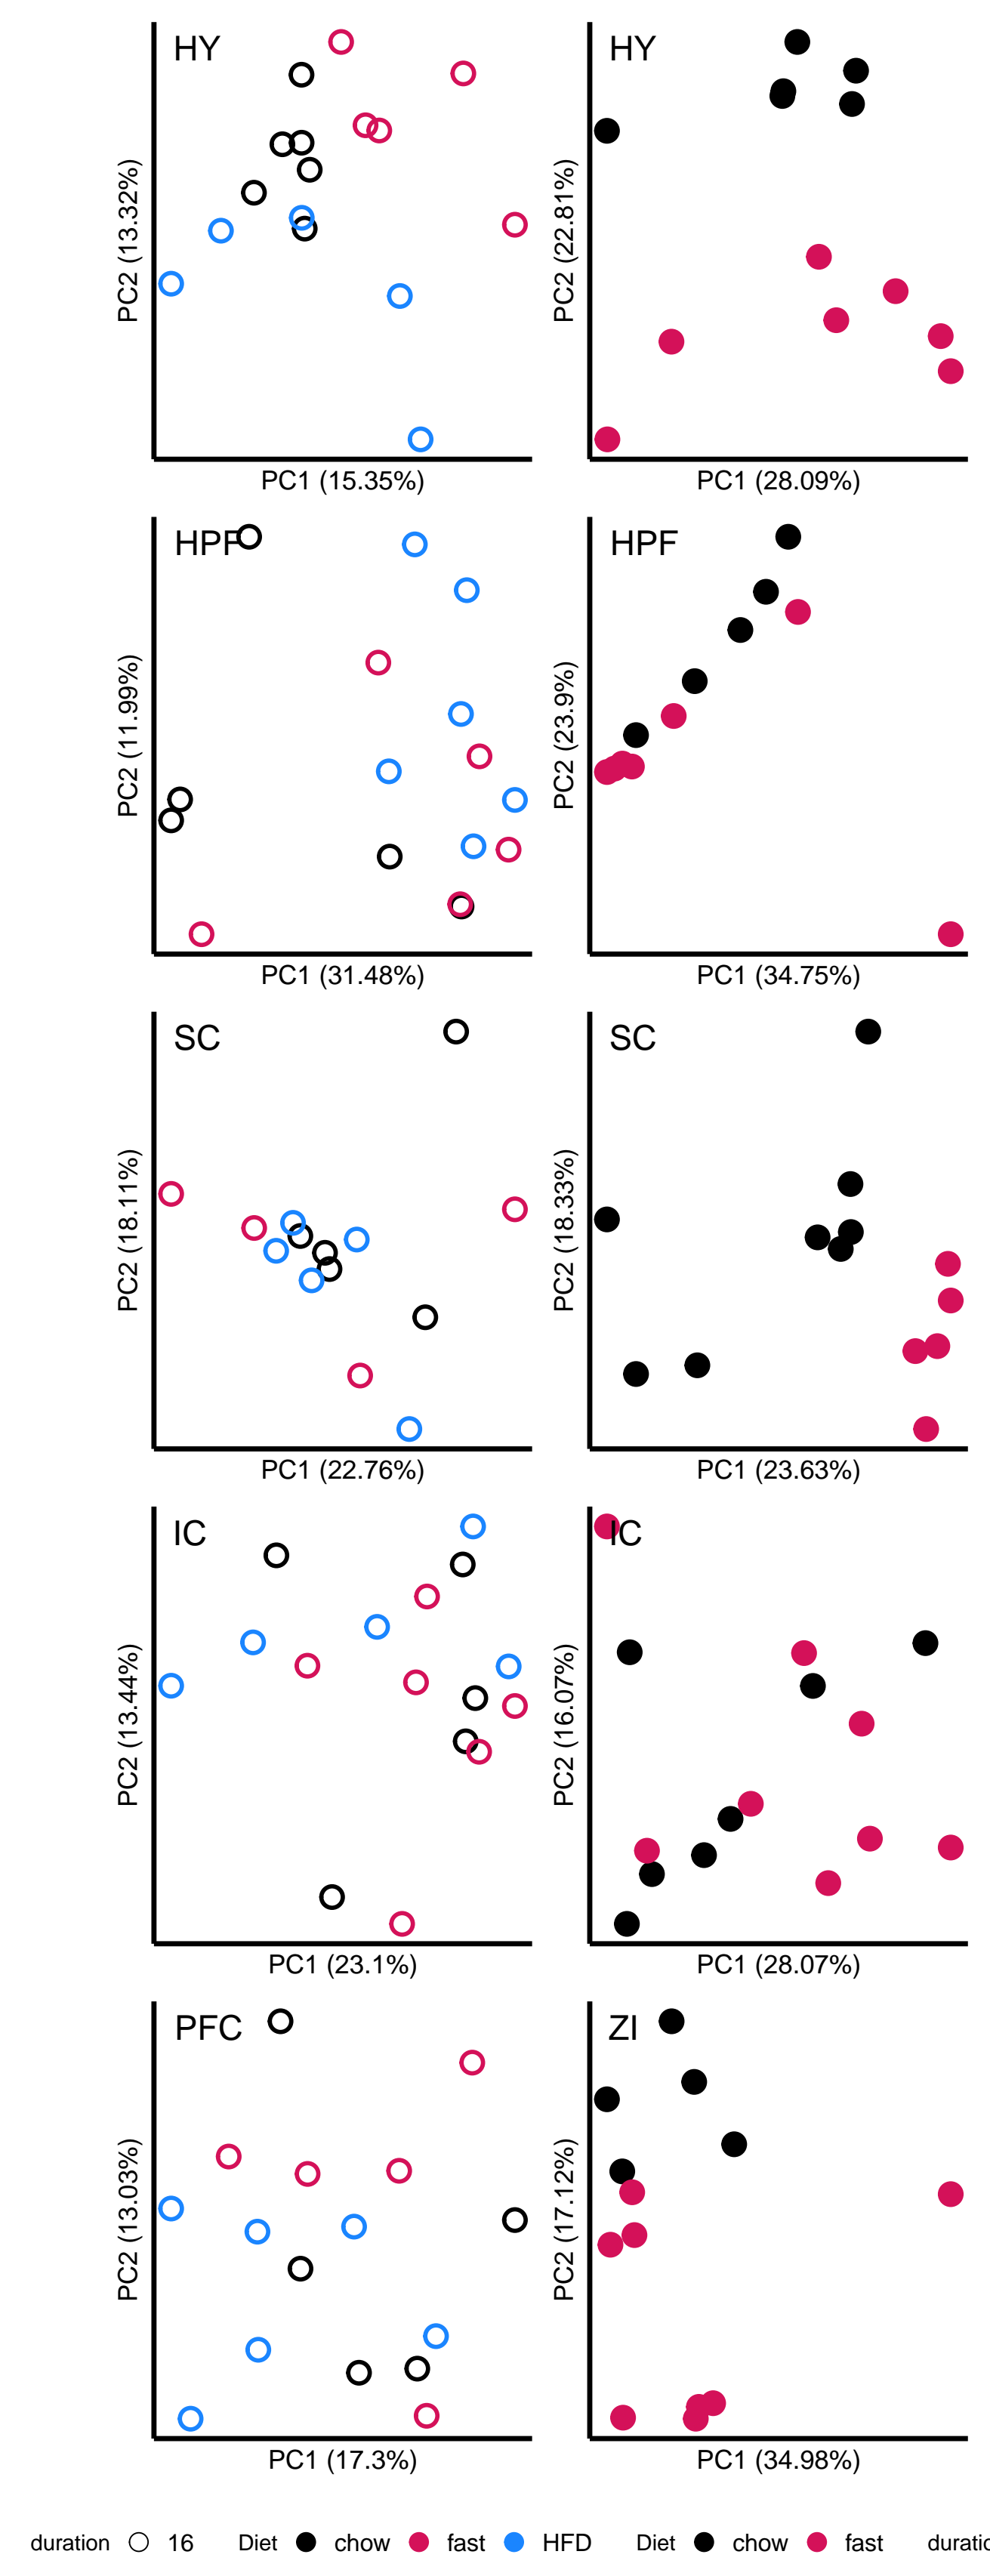 HY
HY
PC2 (13.32%)
PC2 (22.81%)
PC1 (15.35%)
PC1 (28.09%)
HPF
HPF
PC2 (11.99%)
PC2 (23.9%)
PC1 (31.48%)
PC1 (34.75%)
SC
SC
PC2 (18.11%)
PC2 (18.33%)
PC1 (22.76%)
PC1 (23.63%)
IC
IC
PC2 (13.44%)
PC2 (16.07%)
PC1 (23.1%)
PC1 (28.07%)
PFC
ZI
PC2 (13.03%)
PC2 (17.12%)
PC1 (17.3%)
PC1 (34.98%)
duration 16 Diet chow fast HFD Diet chow fast